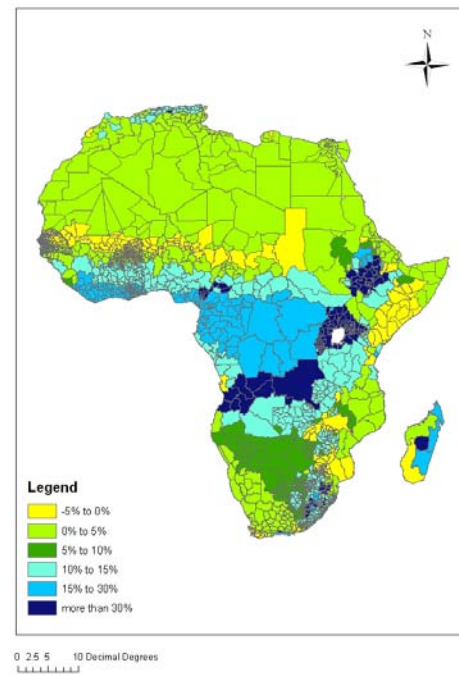 N
Legend
-5% to 0%
0% to 5%
5% to 10%
10% to 15%
15% to 30%
more than 30%
0 2.5 5 10 Decimal Degrees